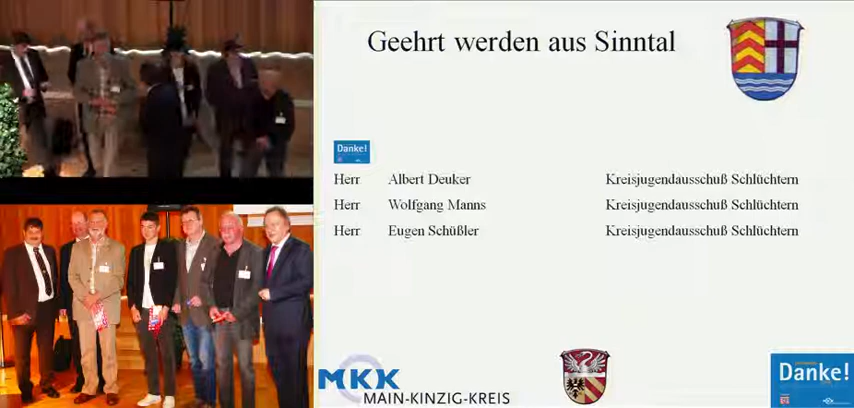 Geehrt werden aus Sinntal
Danke!
Herr Albert Deuker Kreisjugendausschuß Schlüchtern
Herr Wolfgang Manns Kreisjugendausschuß Schlüchtern
Herr Eugen Schüßler Kreisjugendausschuß Schlüchtern
MKK
MAIN-KINZIG-KREIS
Danke!